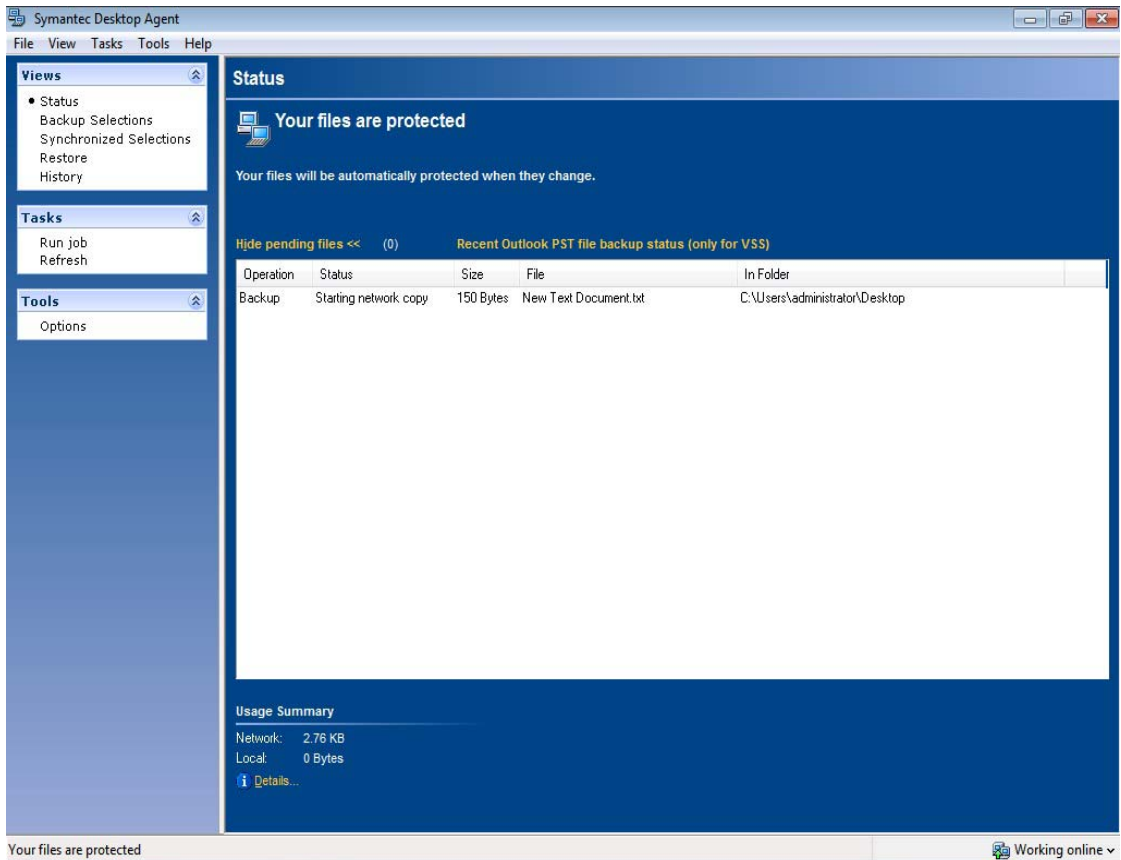 Symantec Desktop Agent
File View Tasks Tools Help
Views
Status
Backup Selections
Synchronized Selections
Restore
History
Tasks
Run job
Refresh
Tools
Options
Status
Your files are protected
Your files will be automatically protected when they change.
Hide pending files << (0) Recent Outlook PST file backup status (only for VSS)
Operation Status Size File In Folder
Backup Starting network copy 150 Bytes New Text Document.txt C:\Users\administrator\Desktop
Usage Summary
Network: 2.76 KB
Local: 0 Bytes
Details...
Your files are protected Working online